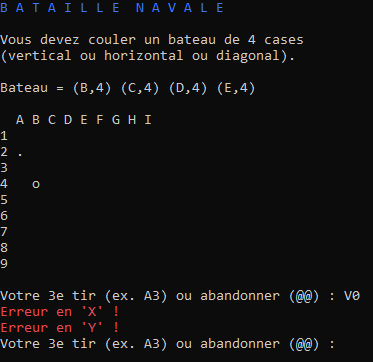 B A T A I L L E  N A V A L E
Vous devez couler un bateau de 4 cases
(vertical ou horizontal ou diagonal).
Bateau = (B,4) (C,4) (D,4) (E,4)
A B C D E F G H I
1
2 .
3
4   o
5
6
7
8
9
Votre 3e tir (ex. A3) ou abandonner (@@) : V0
Erreur en 'X' !
Erreur en 'Y' !
Votre 3e tir (ex. A3) ou abandonner (@@) :